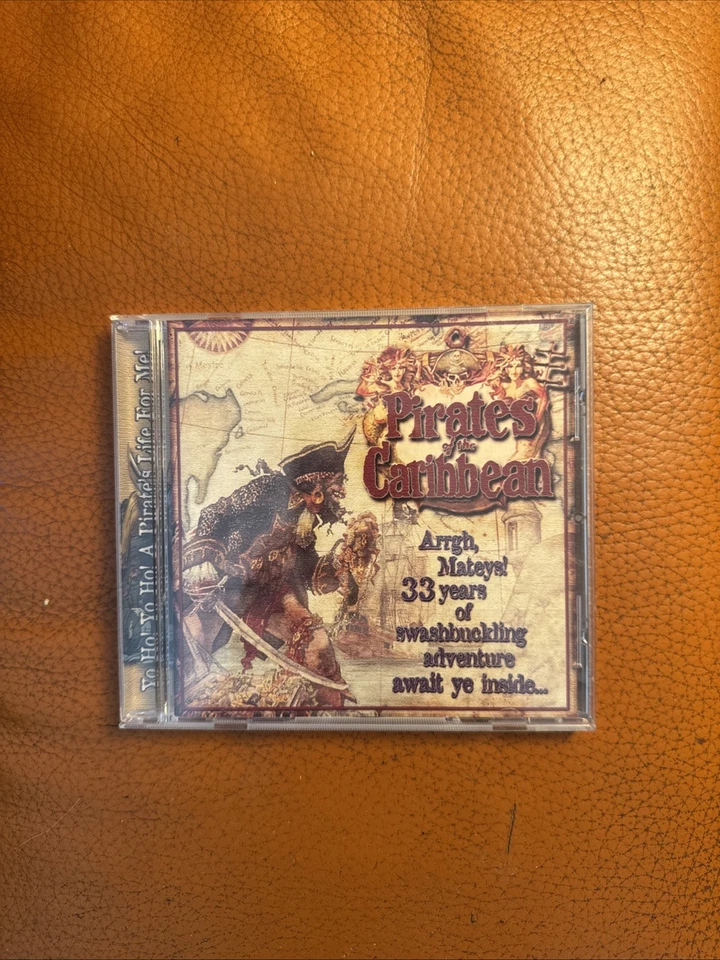 Yo Ho! Yo Ho! A Pirate's Life For Me!
Pirates
of the
Caribbean
Arrgh,
Mateys!
33 years
of
swashbuckling
adventure
await ye inside...